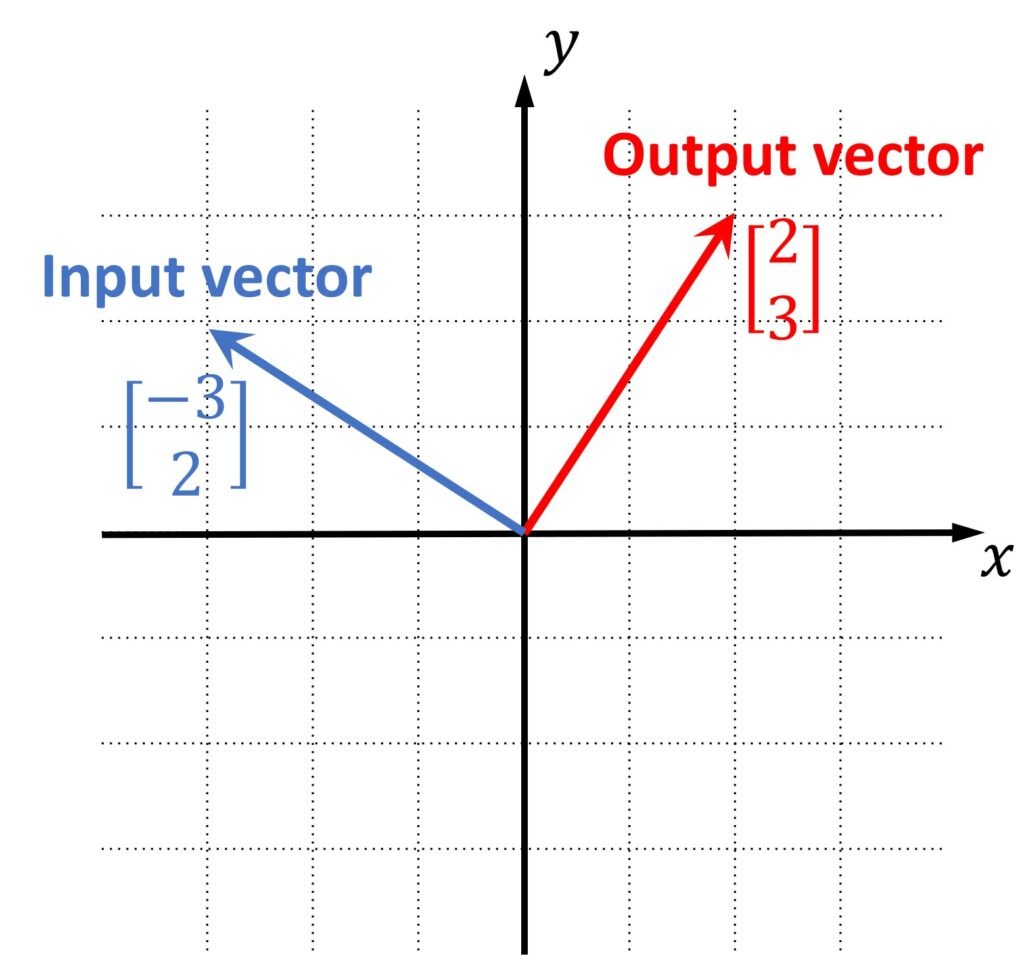 y
Output vector
[2
3]
Input vector
[−3
2]
x